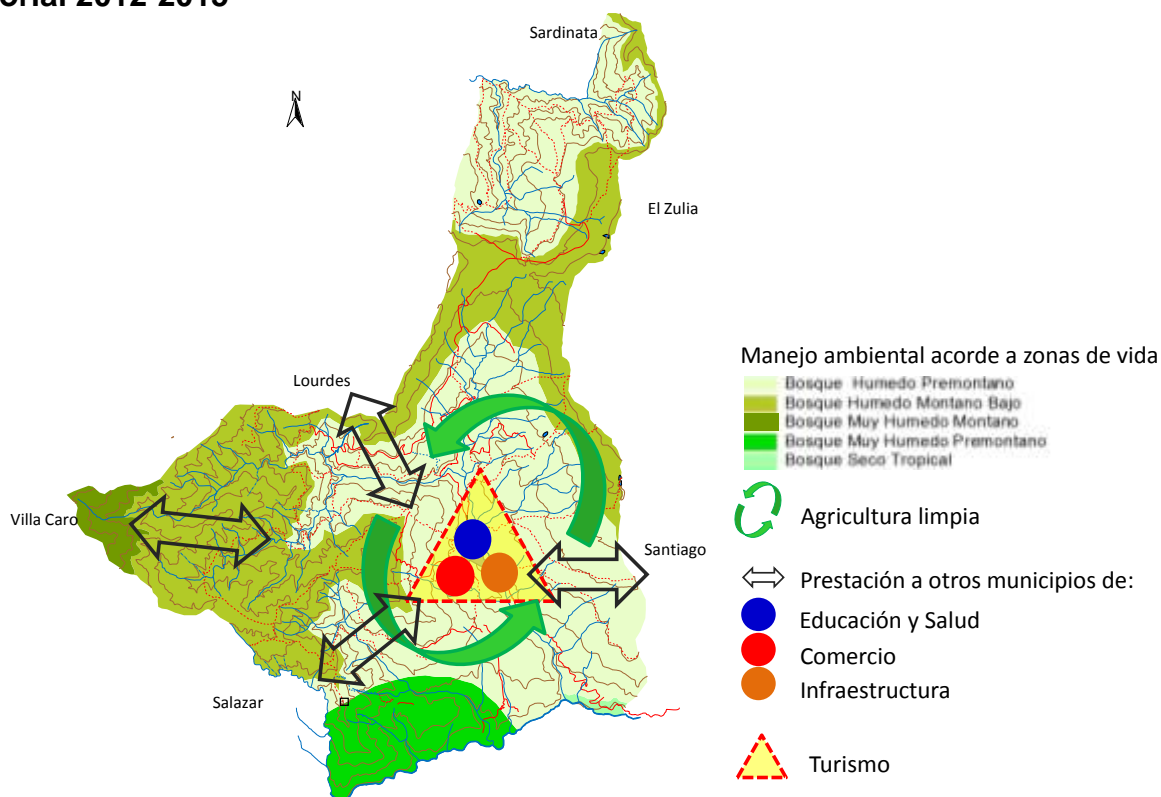 2012-2015
Sardinata
N
El Zulia
Manejo ambiental acorde a zonas de vida
Bosque Humedo Premontano
Lourdes
Bosque Humedo Montano Bajo
Bosque Muy Humedo Montano
Bosque Muy Humedo Premontano
Bosque Seco Tropical
Villa Caro
Agricultura limpia
Santiago
Prestación a otros municipios de:
Educación y Salud
Comercio
Salazar
Infraestructura
Turismo